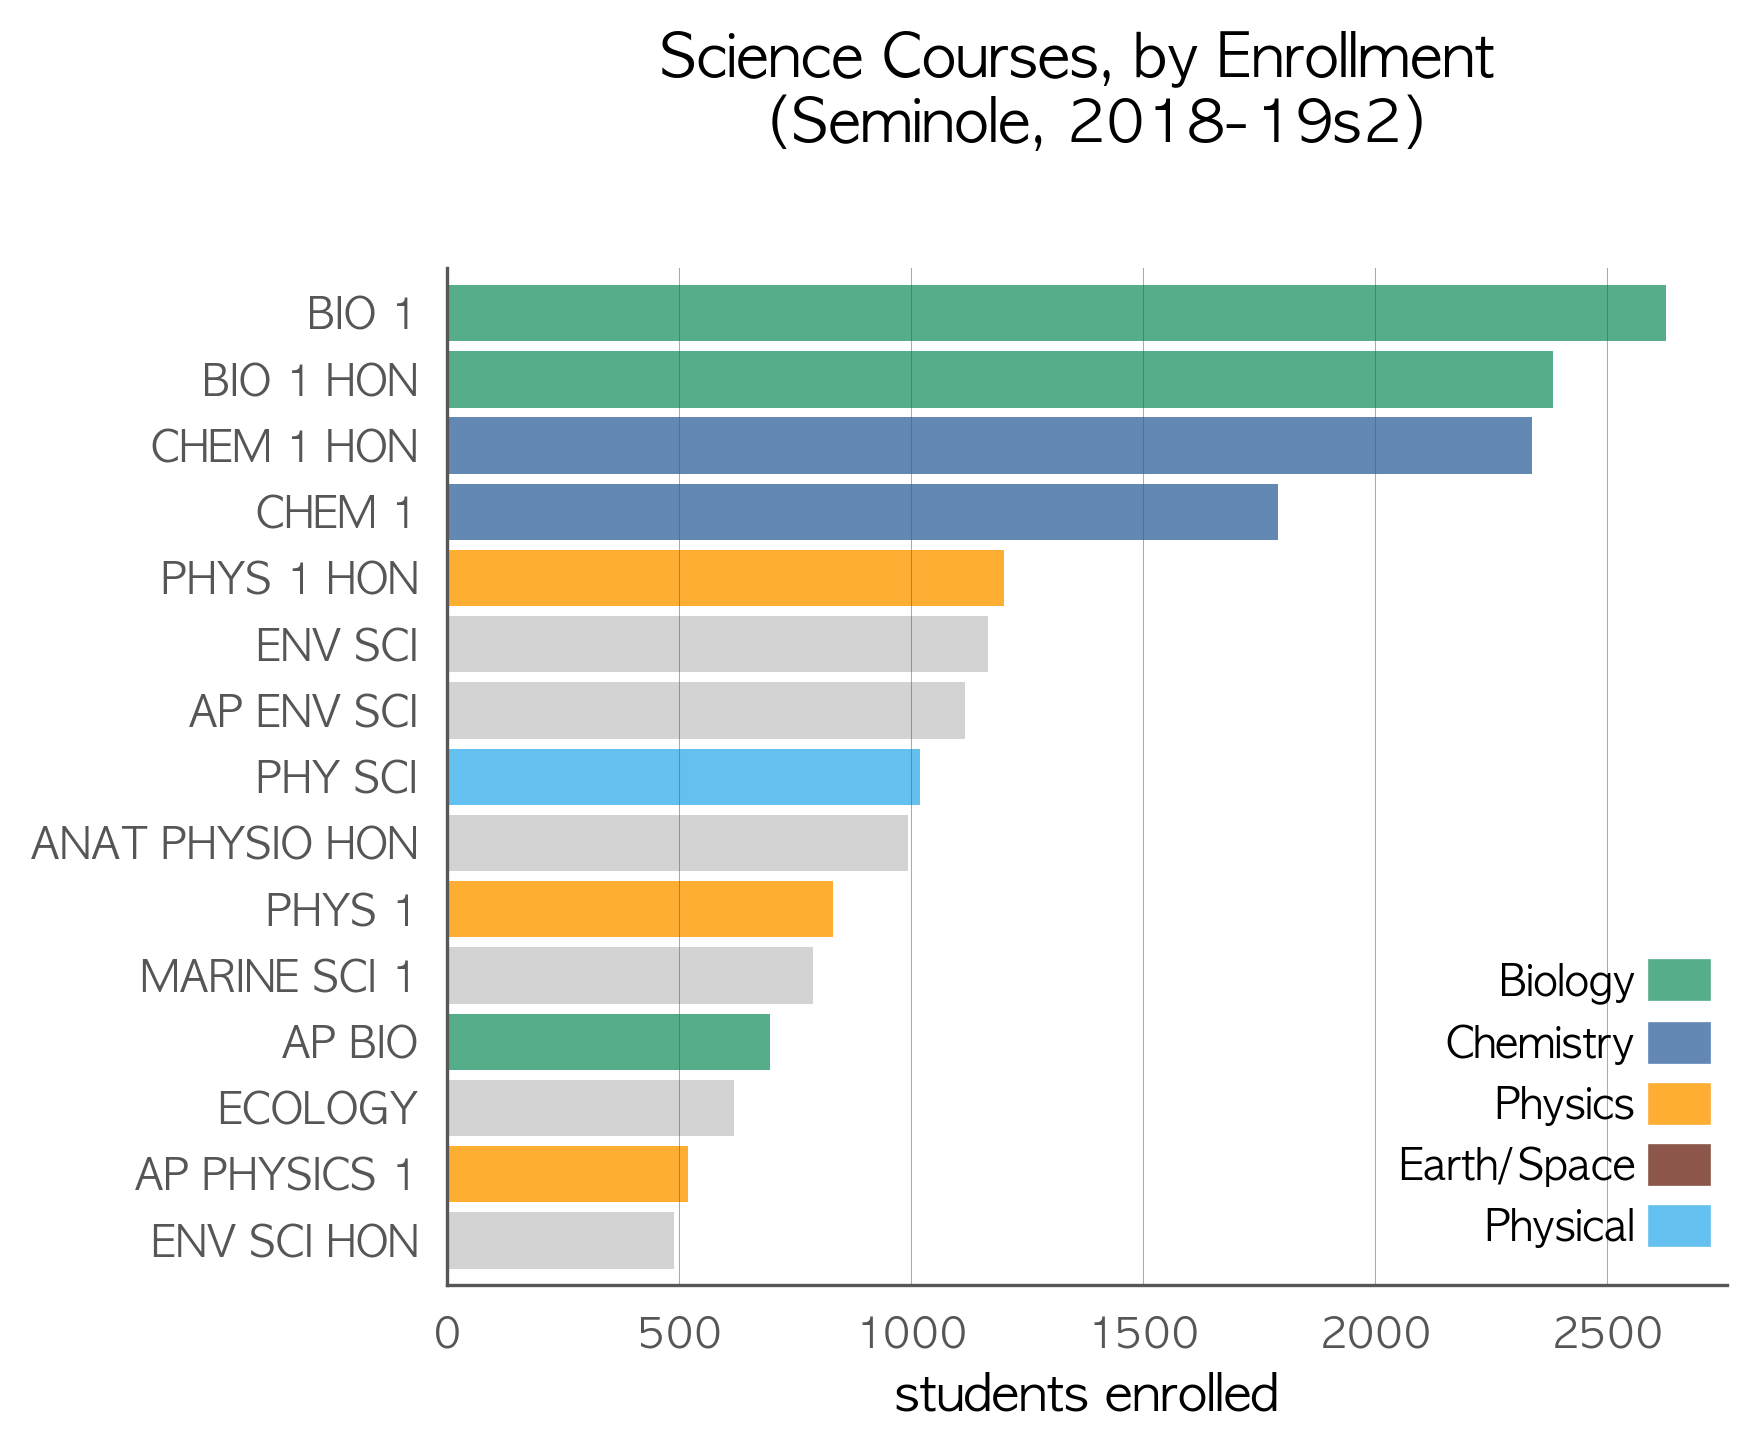 Science Courses, by Enrollment
(Seminole, 2018-19s2)
BIO 1
BIO 1 HON
CHEM 1 HON
CHEM 1
PHYS 1 HON
ENV SCI
AP ENV SCI
PHY SCI
ANAT PHYSIO HON
PHYS 1
MARINE SCI 1
AP BIO
ECOLOGY
AP PHYSICS 1
ENV SCI HON
Biology
Chemistry
Physics
Earth/Space
Physical
0 500 1000 1500 2000 2500
students enrolled